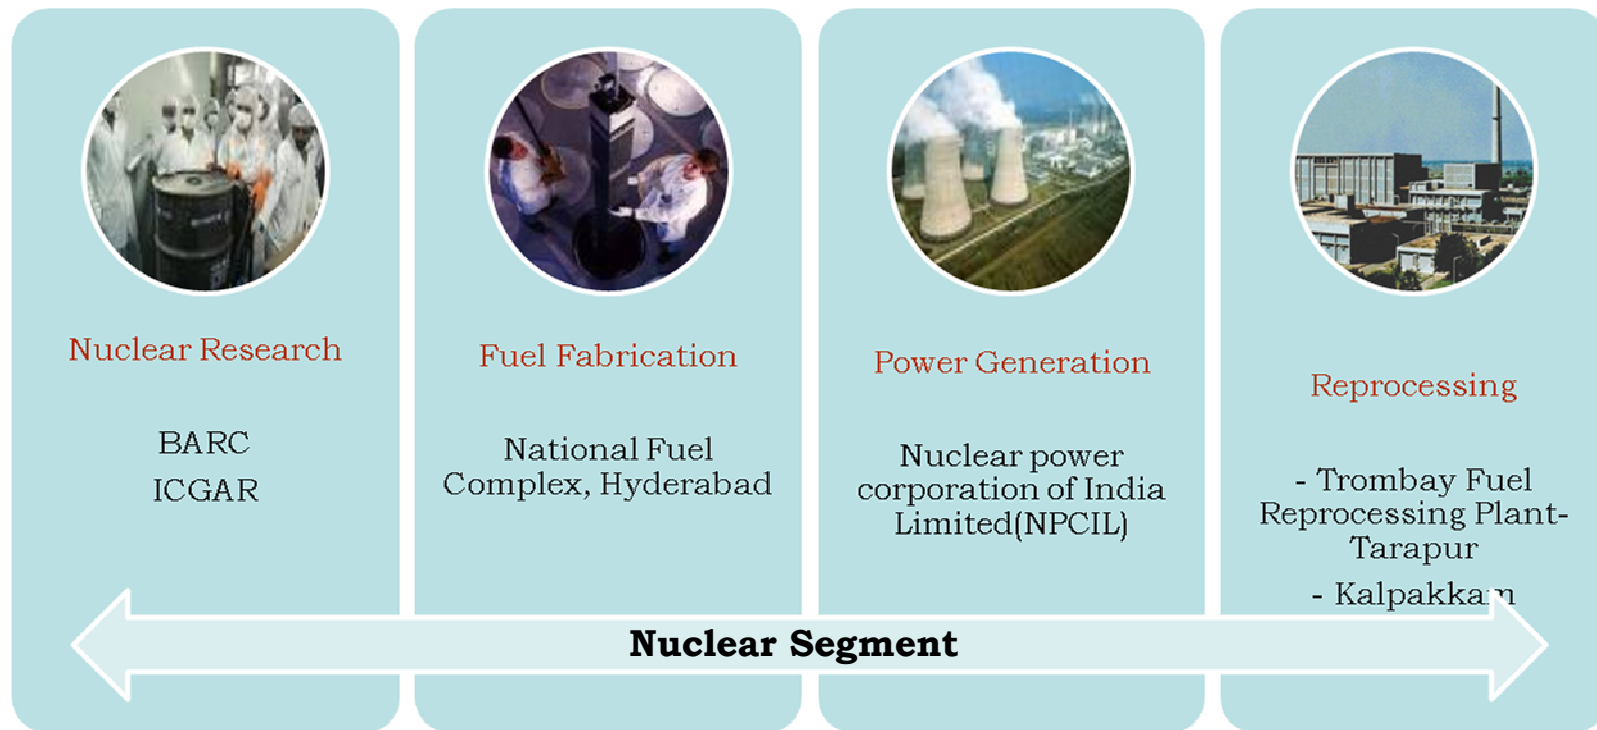 Nuclear Research
BARC
ICGAR
Fuel Fabrication
National Fuel
Complex, Hyderabad
Power Generation
Nuclear power
corporation of India
Limited(NPCIL)
Reprocessing
- Trombay Fuel
Reprocessing Plant-
Tarapur
- Kalpakkam
Nuclear Segment